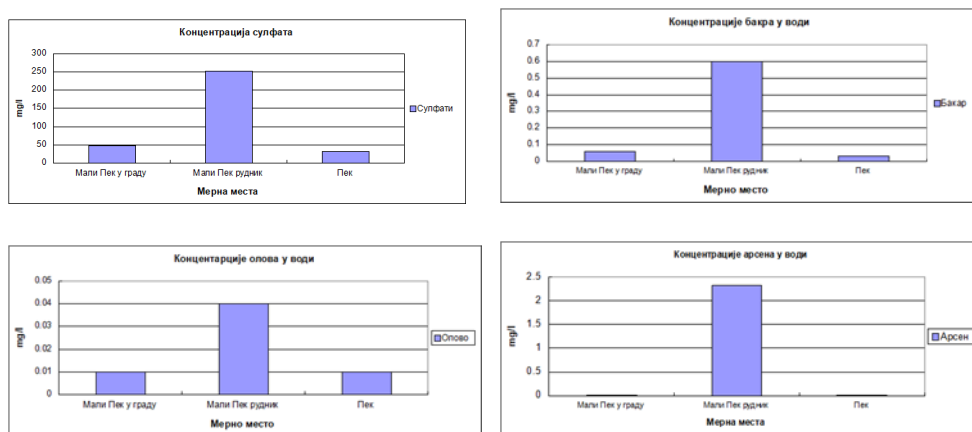 Концентрација сулфата
300
250
200
150
100
50
0
mg/l
Мали Пек у граду Мали Пек рудник Пек
Мерна места
Сулфати
Концентрације бакра у води
0.7
0.6
0.5
0.4
0.3
0.2
0.1
0
mg/l
Мали Пек у граду Мали Пек рудник Пек
Мерно место
Бакар
Концентарције олова у води
0.05
0.04
0.03
0.02
0.01
0
mg/l
Мали Пек у граду Мали Пек рудник Пек
Мерно место
Олово
Концентрације арсена у води
2.5
2
1.5
1
0.5
0
mg/l
Мали Пек у граду Мали Пек рудник Пек
Мерна места
Арсен